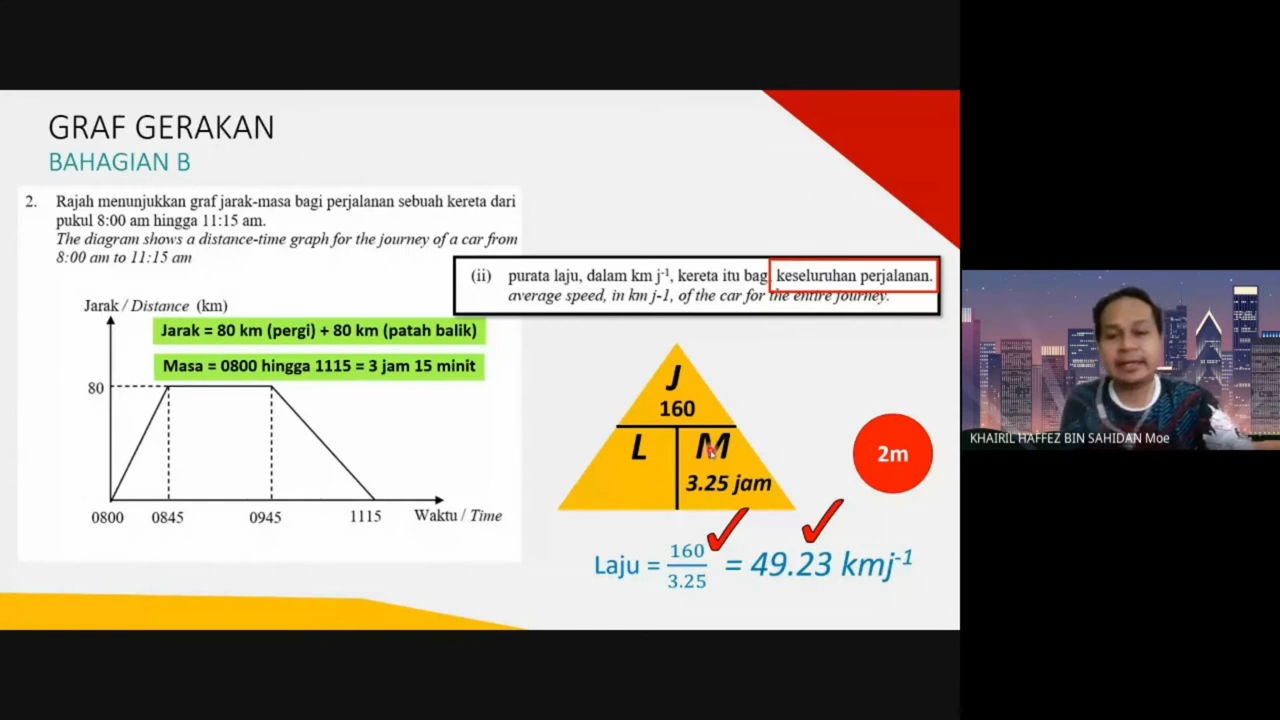 GRAF GERAKAN
BAHAGIAN B
2. Rajah menunjukkan graf jarak-masa bagi perjalanan sebuah kereta dari
pukul 8:00 am hingga 11:15 am.
The diagram shows a distance-time graph for the journey of a car from
8:00 am to 11:15 am
(ii) purata laju, dalam km j-1, kereta itu bag keseluruhan perjalanan.
average speed, in km j-1, of the car for the entire journey.
Jarak / Distance (km)
Jarak = 80 km (pergi) + 80 km (patah balik)
Masa = 0800 hingga 1115 = 3 jam 15 minit
80
0800 0845 0945 1115 Waktu / Time
J
160
L M
3.25 jam
2m
Laju = 160/3.25 = 49.23 kmj-1
KHAIRIL HAFFEZ BIN SAHIDAN Moe